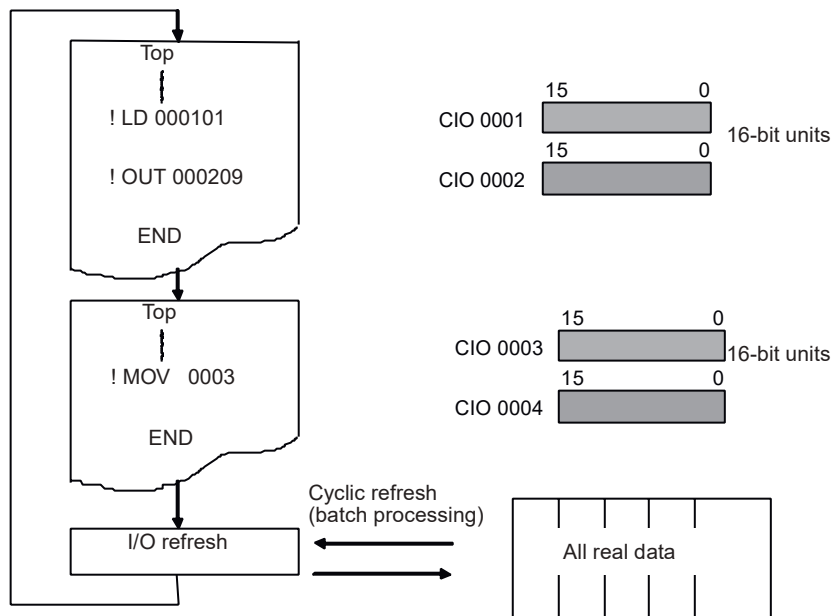 Top
! LD 000101
! OUT 000209
END
15 0
CIO 0001
16-bit units
15 0
CIO 0002
Top
! MOV 0003
END
15 0
CIO 0003
16-bit units
15 0
CIO 0004
Cyclic refresh
(batch processing)
I/O refresh
All real data